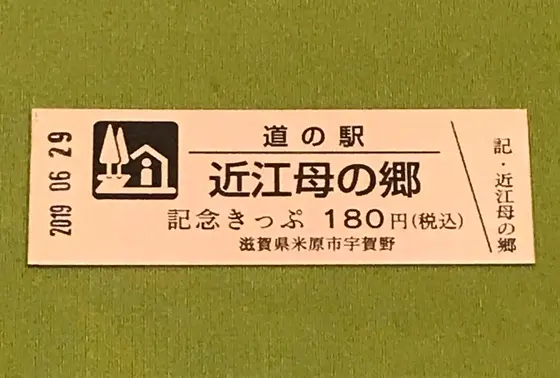 2019 06 29
道の駅
近江母の郷
記念きっぷ 180円(税込)
滋賀県米原市宇賀野
記・近江母の郷